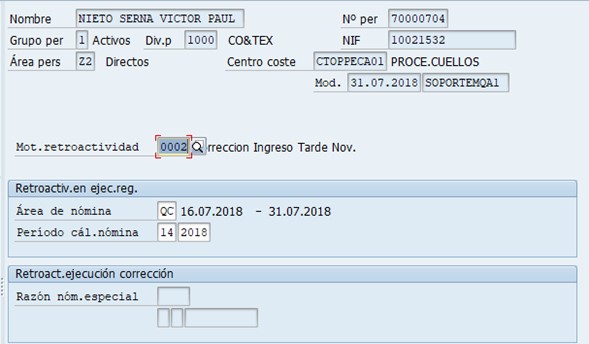 Nombre NIETO SERNA VICTOR PAUL Nº per 70000704
Grupo per 1 Activos Div.p 1000 CO&TEX NIF 10021532
Área pers Z2 Directos Centro coste CTOPPECA01 PROCE.CUELLOS
Mod. 31.07.2018 SOPORTEMQA1
Mot.retroactividad 0002 rreccion Ingreso Tarde Nov.
Retroactiv.en ejec.reg.
Área de nómina QC 16.07.2018 - 31.07.2018
Período cál.nómina 14 2018
Retroact.ejecución corrección
Razón nóm.especial